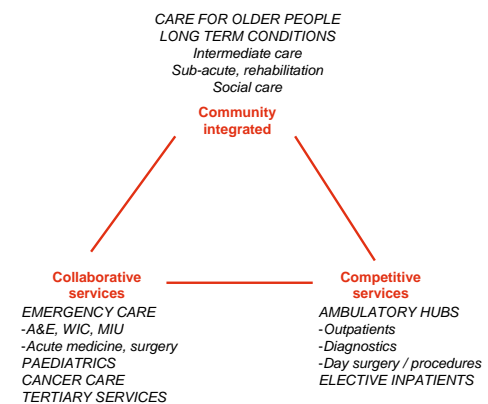 CARE FOR OLDER PEOPLE
LONG TERM CONDITIONS
Intermediate care
Sub-acute, rehabilitation
Social care
Community
integrated
Collaborative
services
EMERGENCY CARE
-A&E, WIC, MIU
-Acute medicine, surgery
PAEDIATRICS
CANCER CARE
TERTIARY SERVICES
Competitive
services
AMBULATORY HUBS
-Outpatients
-Diagnostics
-Day surgery / procedures
ELECTIVE INPATIENTS